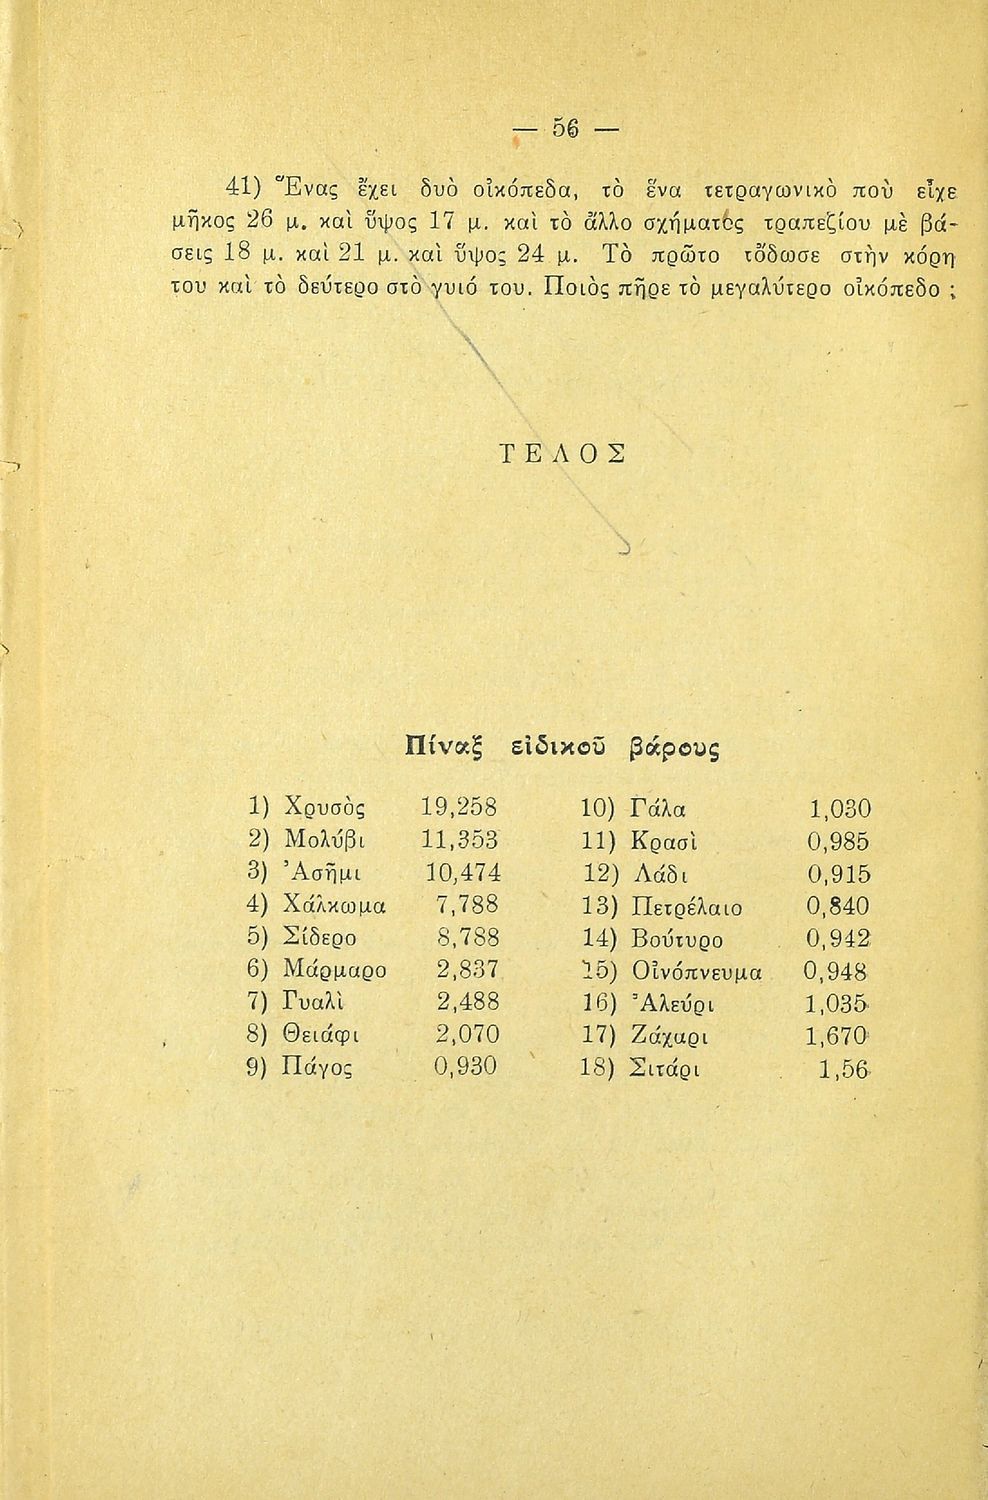 — 56 —
41) Ἕνας ἔχει δυὸ οἰκόπεδα, τὸ ἕνα τετραγωνικὸ ποὺ εἶχε
μῆκος 26 μ. καὶ ὕψος 17 μ. καὶ τὸ ἄλλο σχήματὸς τραπεζίου μὲ βά-
σεις 18 μ. καὶ 21 μ. καὶ ὕψος 24 μ. Τὸ πρῶτο τὄδωσε στὴν κόρη
του καὶ τὸ δεύτερο στὸ γυιό του. Ποιὸς πῆρε τὸ μεγαλύτερο οἰκόπεδο ;
ΤΕΛΟΣ
Πίναξ εἰδικοῦ βάρους
1) Χρυσὸς 19,258
2) Μολύβι 11,353
3) Ἀσῆμι 10,474
4) Χάλκωμα 7,788
5) Σίδερο 8,788
6) Μάρμαρο 2,837
7) Γυαλὶ 2,488
8) Θειάφι 2,070
9) Πάγος 0,930
10) Γάλα 1,030
11) Κρασὶ 0,985
12) Λάδι 0,915
13) Πετρέλαιο 0,840
14) Βούτυρο 0,942
15) Οἰνόπνευμα 0,948
16) Ἀλεύρι 1,035
17) Ζάχαρι 1,670
18) Σιτάρι 1,56